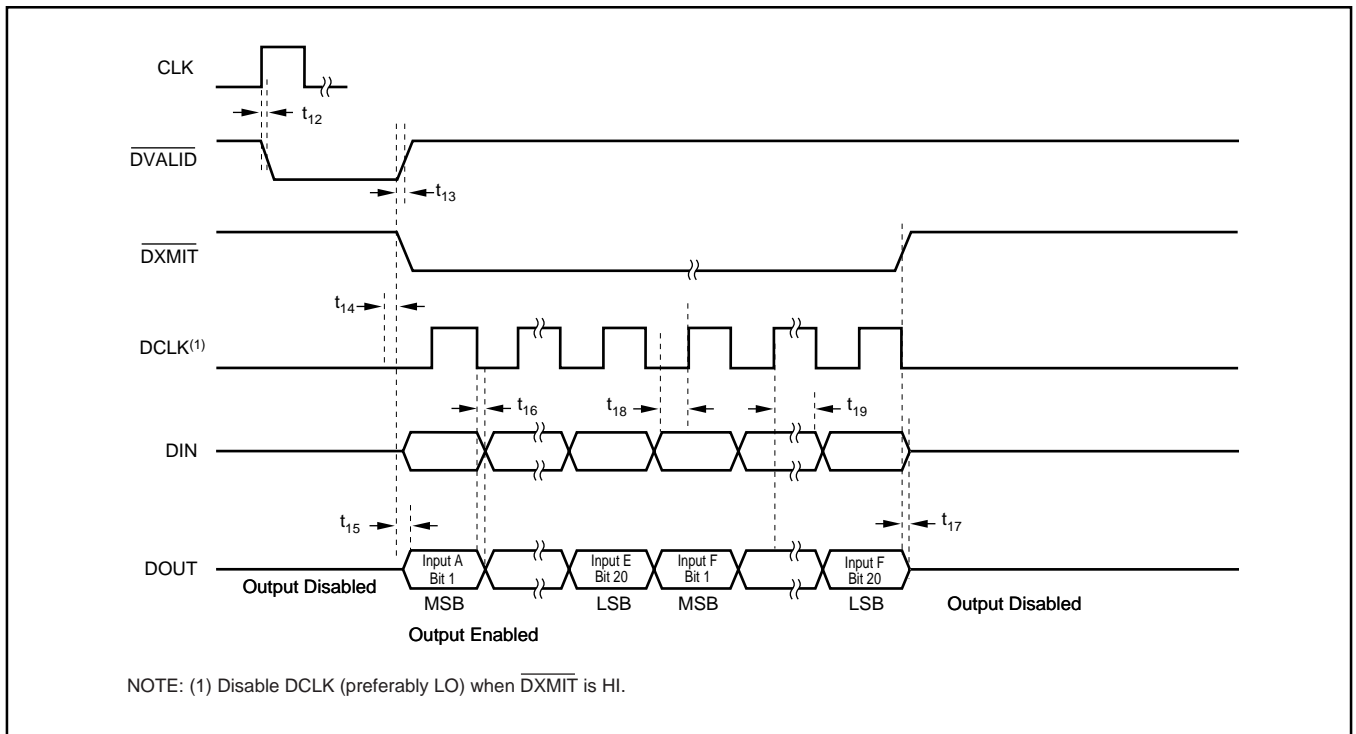 CLK
t12
DVALID
t13
DXMIT
t14
DCLK(1)
t16
t18
t19
DIN
t15
t17
DOUT
Input A
Bit 1
Input E
Bit 20
Input F
Bit 1
Input F
Bit 20
Output Disabled
MSB
LSB
MSB
LSB
Output Disabled
Output Enabled
NOTE: (1) Disable DCLK (preferably LO) when DXMIT is HI.